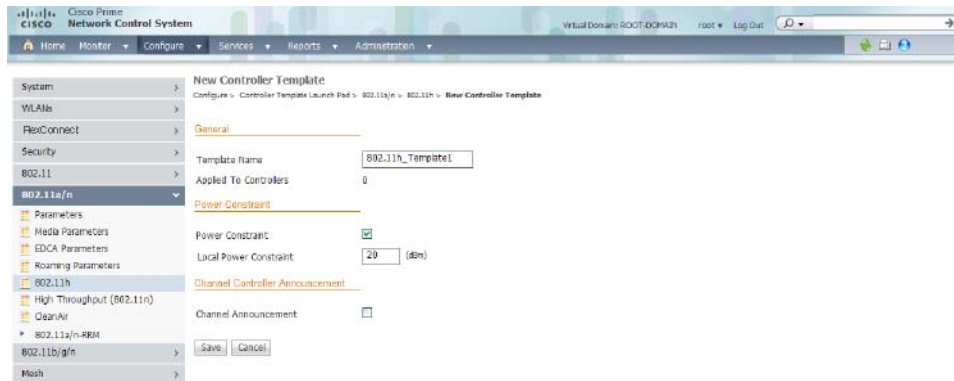 Cisco Prime
CISCO Network Control System
Virtual Domain: ROOT-DOMAIN root Log Out
Home Monitor Configure Services Reports Administration
System
WLANs
FlexConnect
Security
802.11
802.11a/n
Parameters
Media Parameters
EDCA Parameters
Roaming Parameters
802.11h
High Throughput (802.11n)
CleanAir
802.11a/n-RRM
802.11b/g/n
Mesh
New Controller Template
Configure > Controller Template Launch Pad > 802.11a/n > 802.11h > New Controller Template
General
Template Name 802.11h_Template1
Applied To Controllers 0
Power Constraint
Power Constraint
Local Power Constraint 20 (dBm)
Channel Controller Announcement
Channel Announcement
Save Cancel